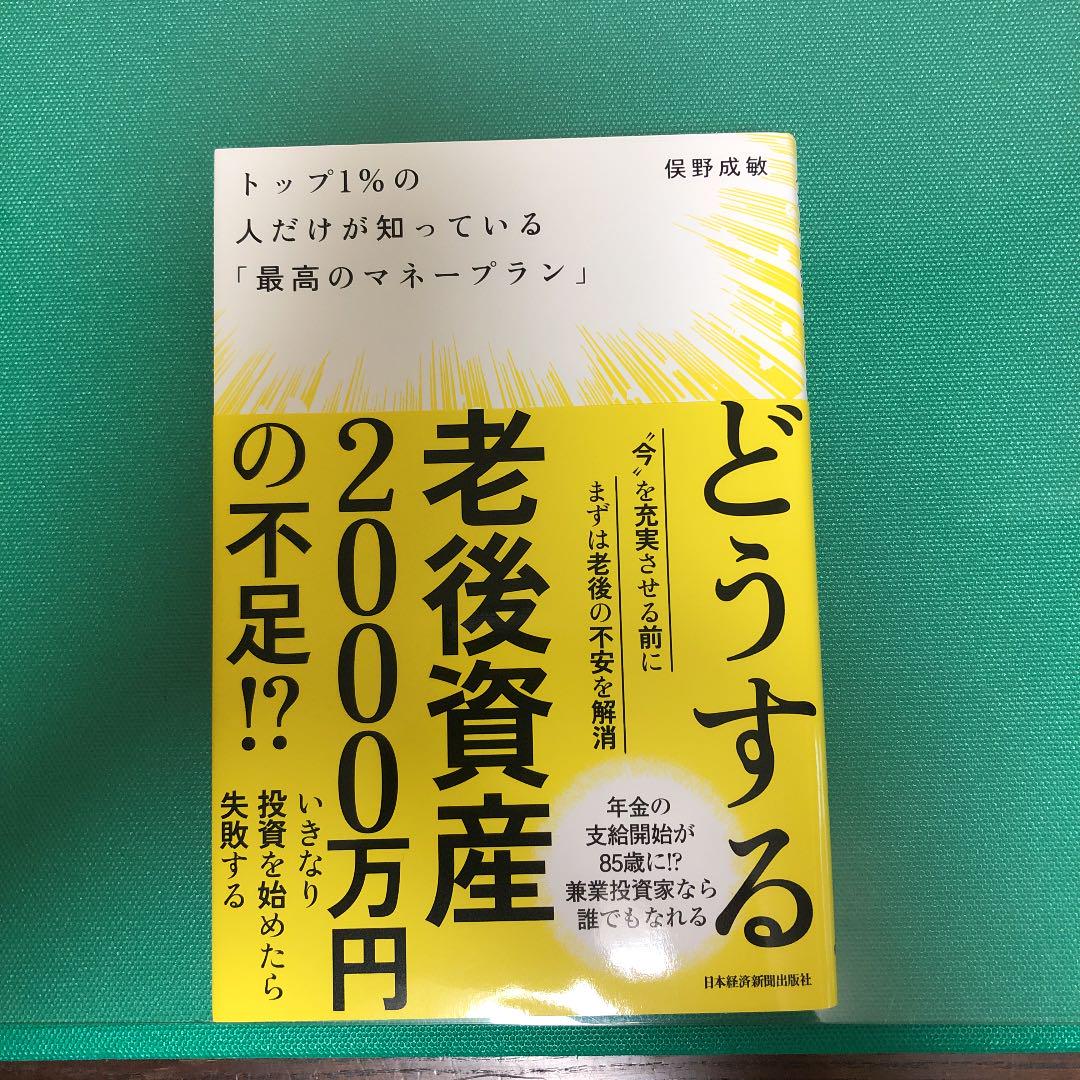 トップ1%の
人だけが知っている
「最高のマネープラン」
俣野成敏
どうする
老後資産
2000万円
の不足!?
“今”を充実させる前に
まずは老後の不安を解消
いきなり
投資を始めたら
失敗する
年金の
支給開始が
85歳に!?
兼業投資家なら
誰でもなれる
日本経済新聞出版社